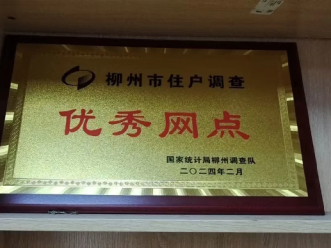 柳州市住户调查
优秀网点
国家统计局柳州调查队
二〇二四年二月